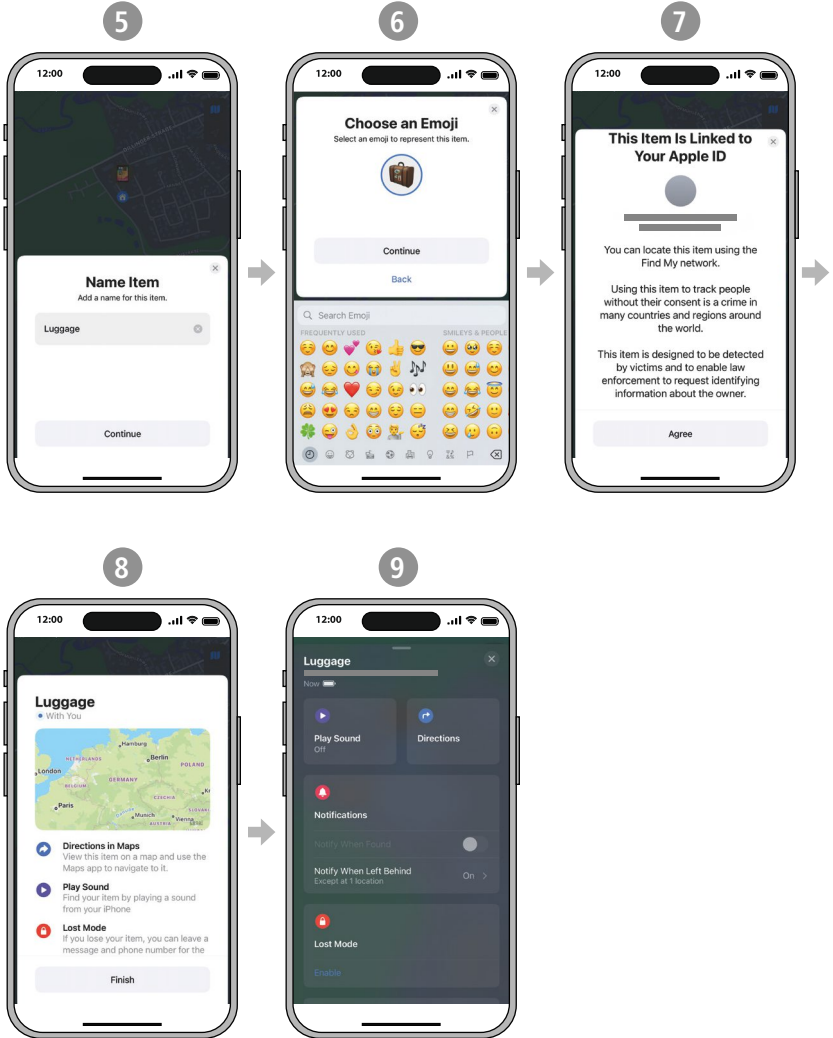 5
6
7
12:00
Name Item
Add a name for this item.
Luggage
Continue
12:00
Choose an Emoji
Select an emoji to represent this item.
Continue
Back
Search Emoji
FREQUENTLY USED
SMILEYS & PEOPLE
12:00
This Item Is Linked to
Your Apple ID
You can locate this item using the
Find My network.
Using this item to track people
without their consent is a crime in
many countries and regions around
the world.
This item is designed to be detected
by victims and to enable law
enforcement to request identifying
information about the owner.
Agree
8
9
12:00
Luggage
With You
Hamburg
Berlin
NETHERLANDS
POLAND
London
GERMANY
BELGIUM
CZECHIA
Paris
SLOVAK
Munich
Vienna
AUSTRIA
Directions in Maps
View this item on a map and use the
Maps app to navigate to it.
Play Sound
Find your item by playing a sound
from your iPhone
Lost Mode
If you lose your item, you can leave a
message and phone number for the
Finish
12:00
Luggage
Now
Play Sound
Off
Directions
Notifications
Notify When Found
Notify When Left Behind
Except at 1 location
On
Lost Mode
Enable